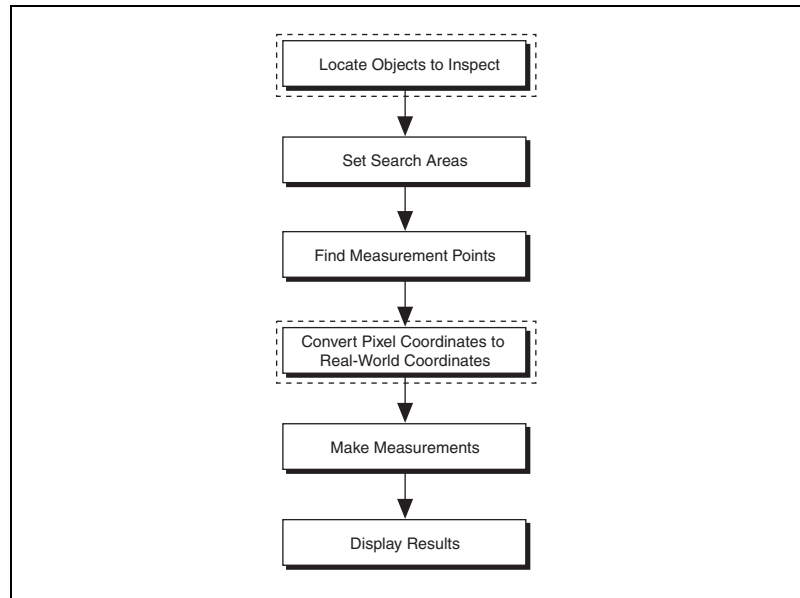 Locate Objects to Inspect
Set Search Areas
Find Measurement Points
Convert Pixel Coordinates to
Real-World Coordinates
Make Measurements
Display Results